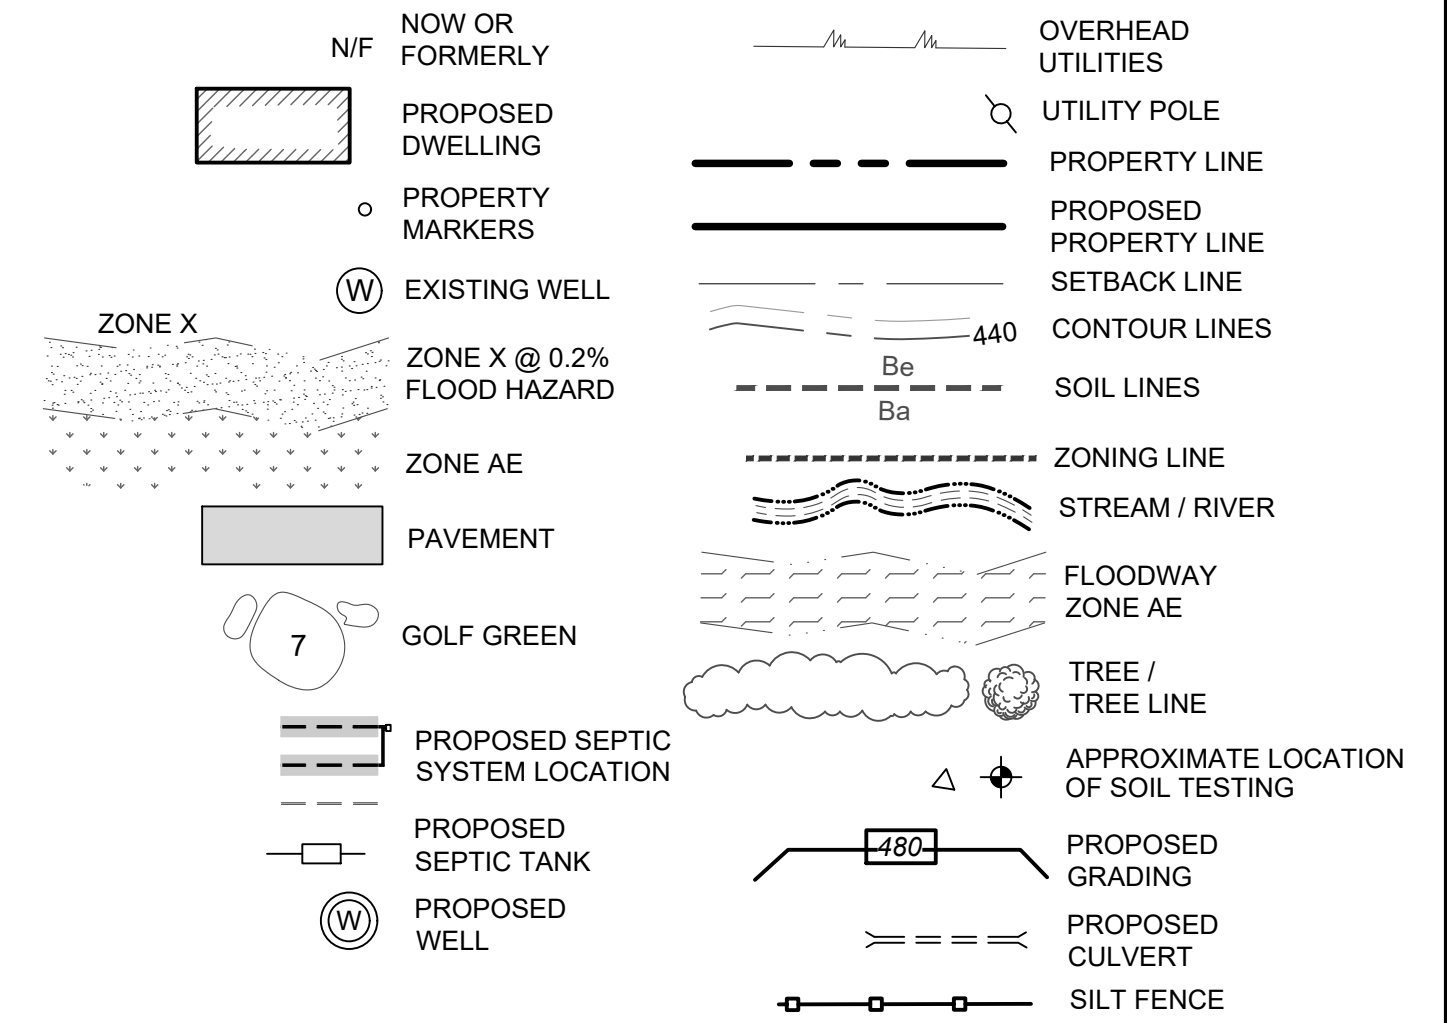 N/F
NOW OR
FORMERLY
PROPOSED
DWELLING
PROPERTY
MARKERS
W
EXISTING WELL
ZONE X
ZONE X @ 0.2%
FLOOD HAZARD
ZONE AE
PAVEMENT
7
GOLF GREEN
PROPOSED SEPTIC
SYSTEM LOCATION
PROPOSED
SEPTIC TANK
W
PROPOSED
WELL
OVERHEAD
UTILITIES
UTILITY POLE
PROPERTY LINE
PROPOSED
PROPERTY LINE
SETBACK LINE
440
CONTOUR LINES
Be
Ba
SOIL LINES
ZONING LINE
STREAM / RIVER
FLOODWAY
ZONE AE
TREE /
TREE LINE
APPROXIMATE LOCATION
OF SOIL TESTING
480
PROPOSED
GRADING
PROPOSED
CULVERT
SILT FENCE